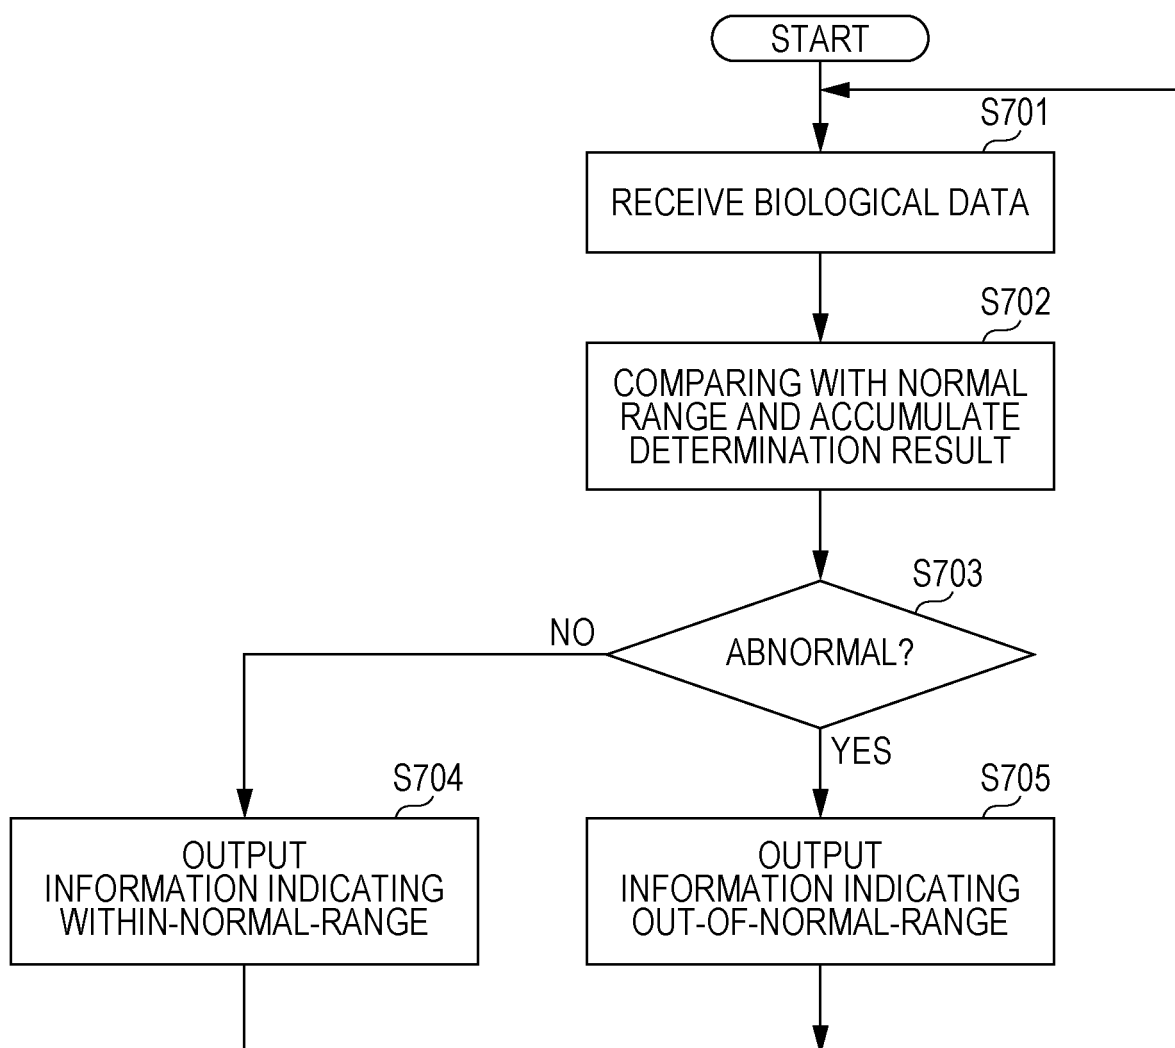 START
S701
RECEIVE BIOLOGICAL DATA
S702
COMPARING WITH NORMAL
RANGE AND ACCUMULATE
DETERMINATION RESULT
S703
ABNORMAL?
NO
YES
S704
OUTPUT
INFORMATION INDICATING
WITHIN-NORMAL-RANGE
S705
OUTPUT
INFORMATION INDICATING
OUT-OF-NORMAL-RANGE